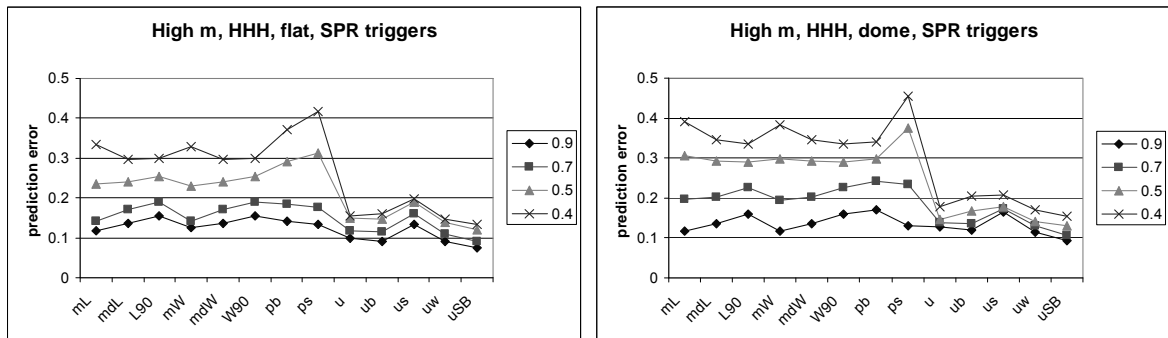 High m, HHH, flat, SPR triggers
prediction error
0.5
0.4
0.3
0.2
0.1
0
mL
mdL
L90
mW
mdW
W90
pb
ps
u
ub
us
uw
uSB
0.9
0.7
0.5
0.4
High m, HHH, dome, SPR triggers
prediction error
0.5
0.4
0.3
0.2
0.1
0
mL
mdL
L90
mW
mdW
W90
pb
ps
u
ub
us
uw
uSB
0.9
0.7
0.5
0.4